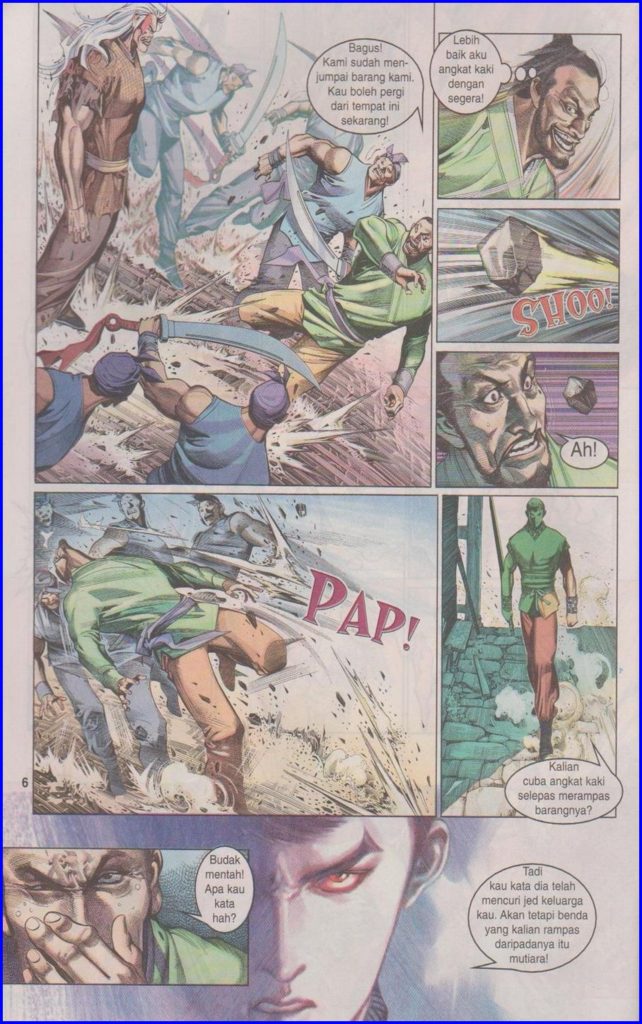 Bagus!
Kami sudah men-
jumpai barang kami.
Kau boleh pergi
dari tempat ini
sekarang!
Lebih
baik aku
angkat kaki
dengan
segera!
SHOO!
Ah!
PAP!
Kalian
cuba angkat kaki
selepas merampas
barangnya?
6
Budak
mentah!
Apa kau
kata
hah?
Tadi
kau kata dia telah
mencuri jed keluarga
kau. Akan tetapi benda
yang kalian rampas
daripadanya itu
mutiara!